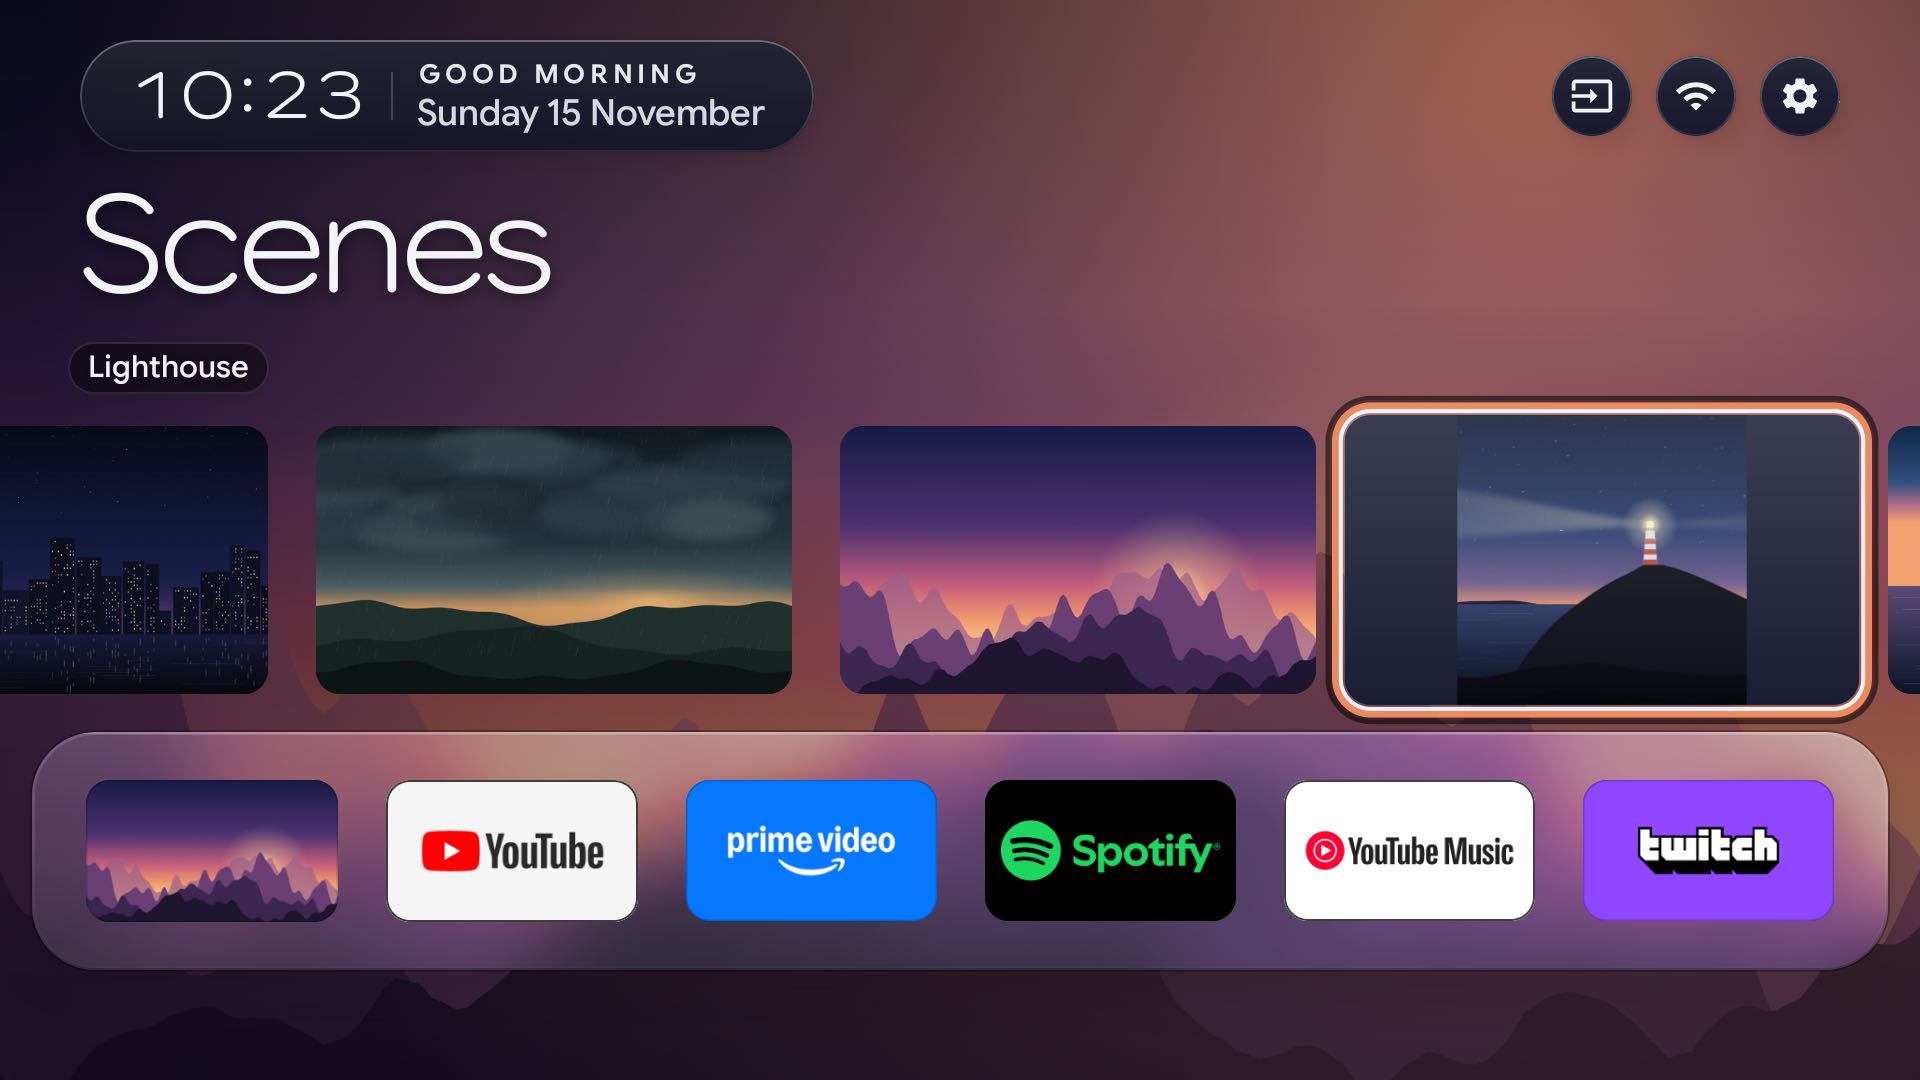 10:23
GOOD MORNING
Sunday 15 November
Scenes
Lighthouse
YouTube
prime video
Spotify®
YouTube Music
twitch